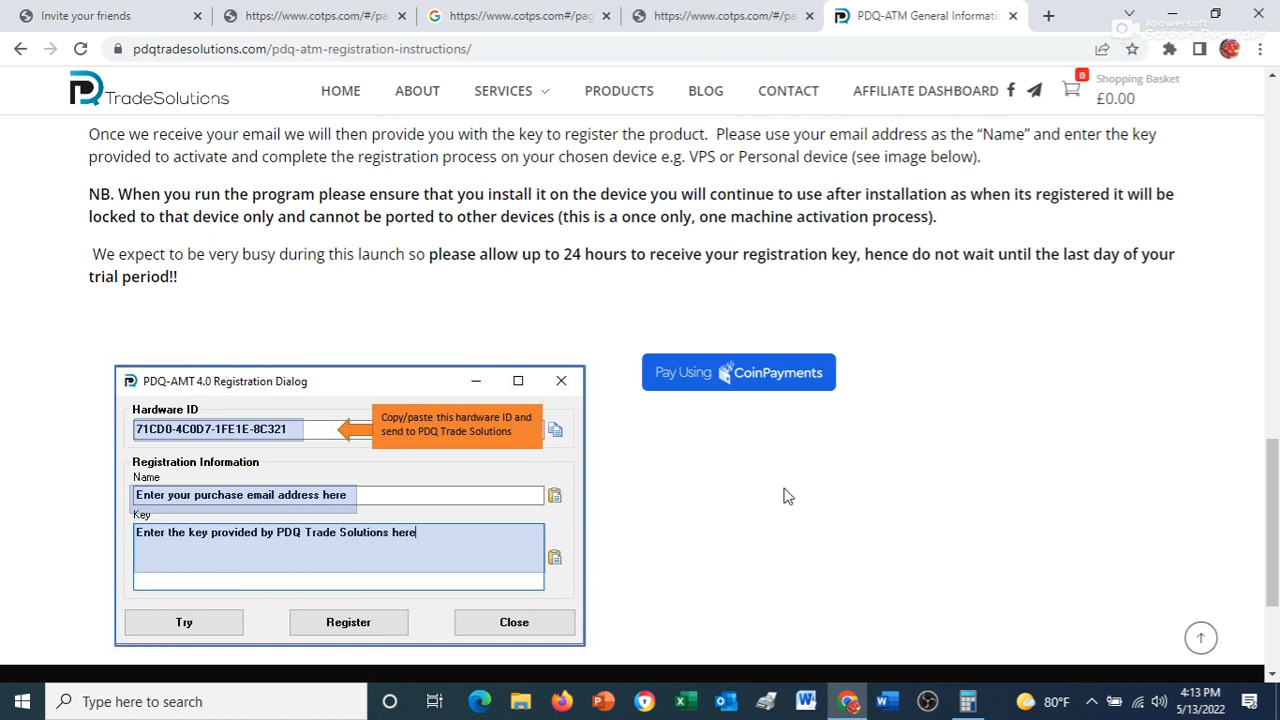 Invite your friend
https://www.cotps.com/#/pa
https://www.cotps.com/#/pag
https://www.cotps.com/#/pa
PDQ-ATM General Informati
Apowersoft
Screen Recorder
pdqtradesolutions.com/pdq-atm-registration-instructions/
TradeSolutions
HOME
ABOUT
SERVICES
PRODUCTS
BLOG
CONTACT
AFFILIATE DASHBOARD
0
Shopping Basket
£0.00
Once we receive your email we will then provide you with the key to register the product. Please use your email address as the “Name” and enter the key
provided to activate and complete the registration process on your chosen device e.g. VPS or Personal device (see image below).
NB. When you run the program please ensure that you install it on the device you will continue to use after installation as when its registered it will be
locked to that device only and cannot be ported to other devices (this is a once only, one machine activation process).
We expect to be very busy during this launch so please allow up to 24 hours to receive your registration key, hence do not wait until the last day of your
trial period!!
PDQ-AMT 4.0 Registration Dialog
Hardware ID
71CD0-4C0D7-1FE1E-8C321
Copy/paste this hardware ID and
send to PDQ Trade Solutions
Registration Information
Name
Enter your purchase email address here
Key
Enter the key provided by PDQ Trade Solutions here
Try
Register
Close
Pay Using CoinPayments
Type here to search
80°F
4:13 PM
5/13/2022